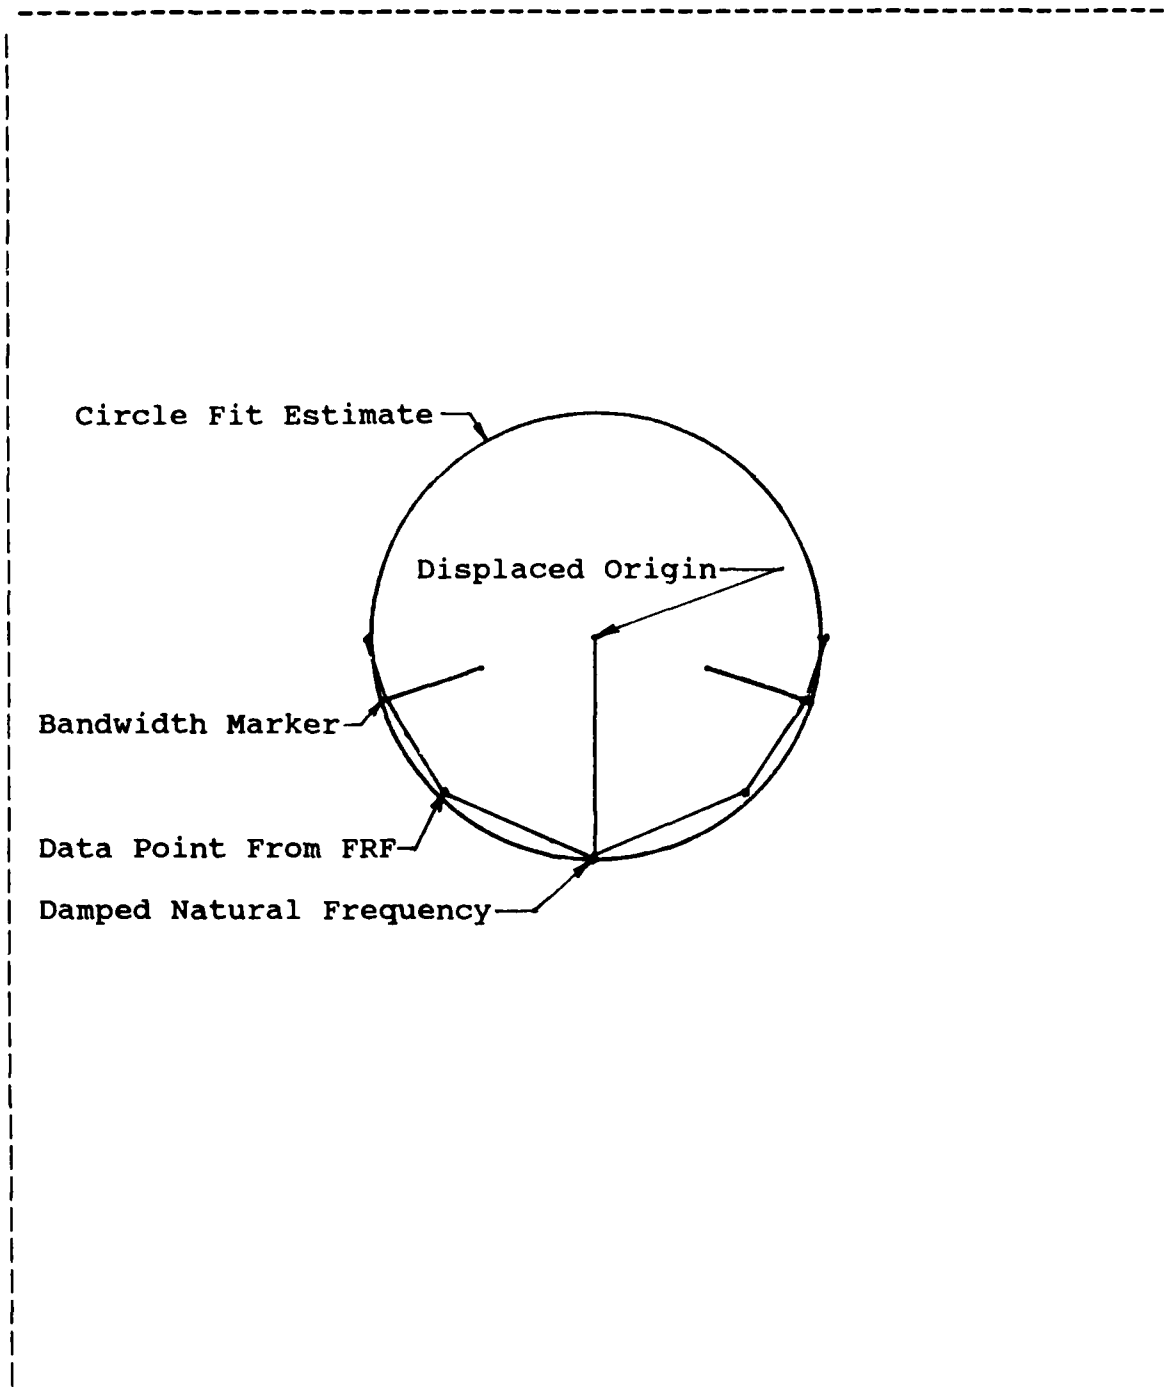 Circle Fit Estimate
Displaced Origin
Bandwidth Marker
Data Point From FRF
Damped Natural Frequency